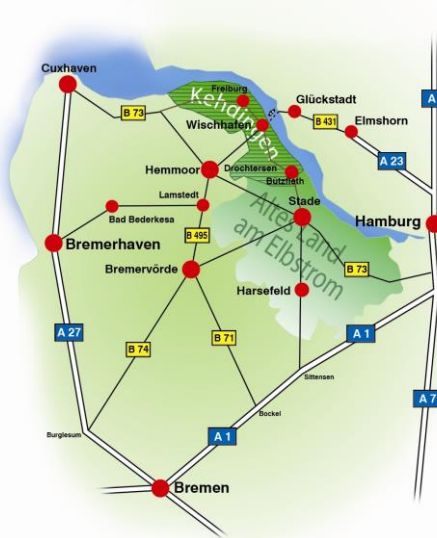 Cuxhaven
Freiburg
Kehdingen
Glückstadt
B 73
B 431
Wischhafen
Elmshorn
A 23
Hemmoor
Drochtersen
Bützfleth
Lamstedt
Stade
Bad Bederkesa
Altes Land
am Elbstrom
Hamburg
B 495
Bremerhaven
Bremervörde
B 73
Harsefeld
A 27
A 1
B 74
B 71
Sittensen
A 7
Bockel
Burglesum
A 1
Bremen